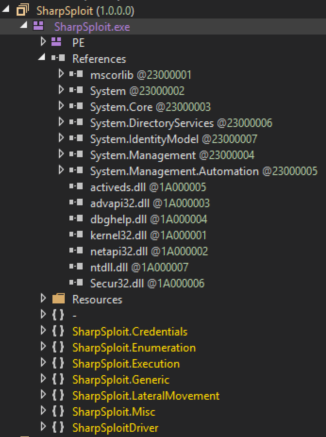 SharpSploit (1.0.0.0)
SharpSploit.exe
PE
References
mscorlib @23000001
System @23000002
System.Core @23000003
System.DirectoryServices @23000006
System.IdentityModel @23000007
System.Management @23000004
System.Management.Automation @23000005
activeds.dll @1A000005
advapi32.dll @1A000003
dbghelp.dll @1A000004
kernel32.dll @1A000001
netapi32.dll @1A000002
ntdll.dll @1A000007
Secur32.dll @1A000006
Resources
{ } -
{ } SharpSploit.Credentials
{ } SharpSploit.Enumeration
{ } SharpSploit.Execution
{ } SharpSploit.Generic
{ } SharpSploit.LateralMovement
{ } SharpSploit.Misc
{ } SharpSploitDriver